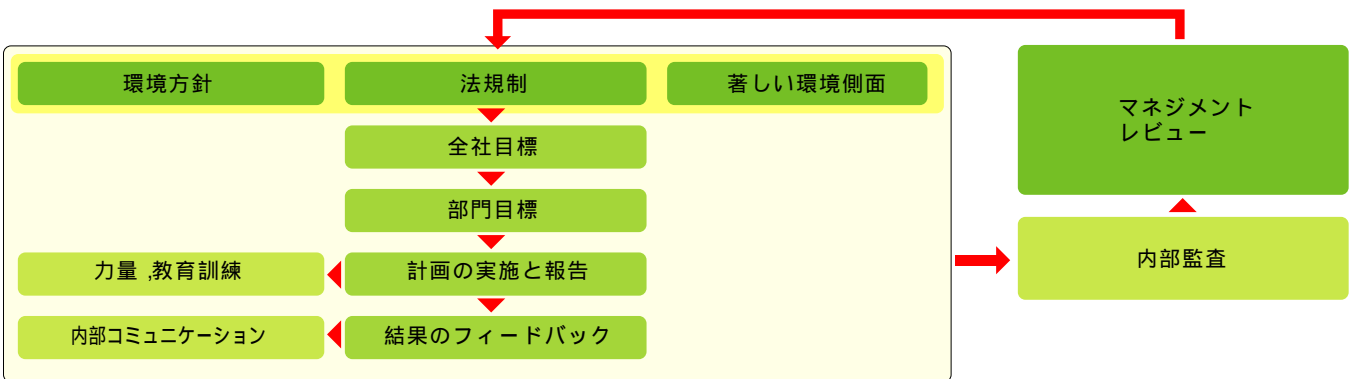 環境方針
法規制
著しい環境側面
マネジメント
レビュー
全社目標
部門目標
力量,教育訓練
計画の実施と報告
内部監査
内部コミュニケーション
結果のフィードバック